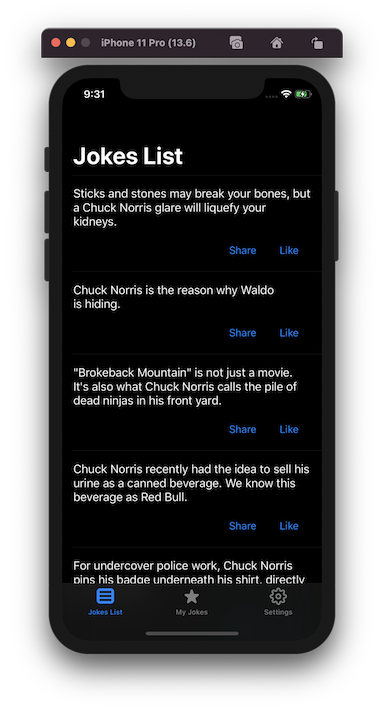 iPhone 11 Pro (13.6)
9:31
Jokes List
Sticks and stones may break your bones, but
a Chuck Norris glare will liquefy your
kidneys.
Share Like
Chuck Norris is the reason why Waldo
is hiding.
Share Like
"Brokeback Mountain" is not just a movie.
It's also what Chuck Norris calls the pile of
dead ninjas in his front yard.
Share Like
Chuck Norris recently had the idea to sell his
urine as a canned beverage. We know this
beverage as Red Bull.
Share Like
For undercover police work, Chuck Norris
pins his badge underneath his shirt, directly
Jokes List My Jokes Settings